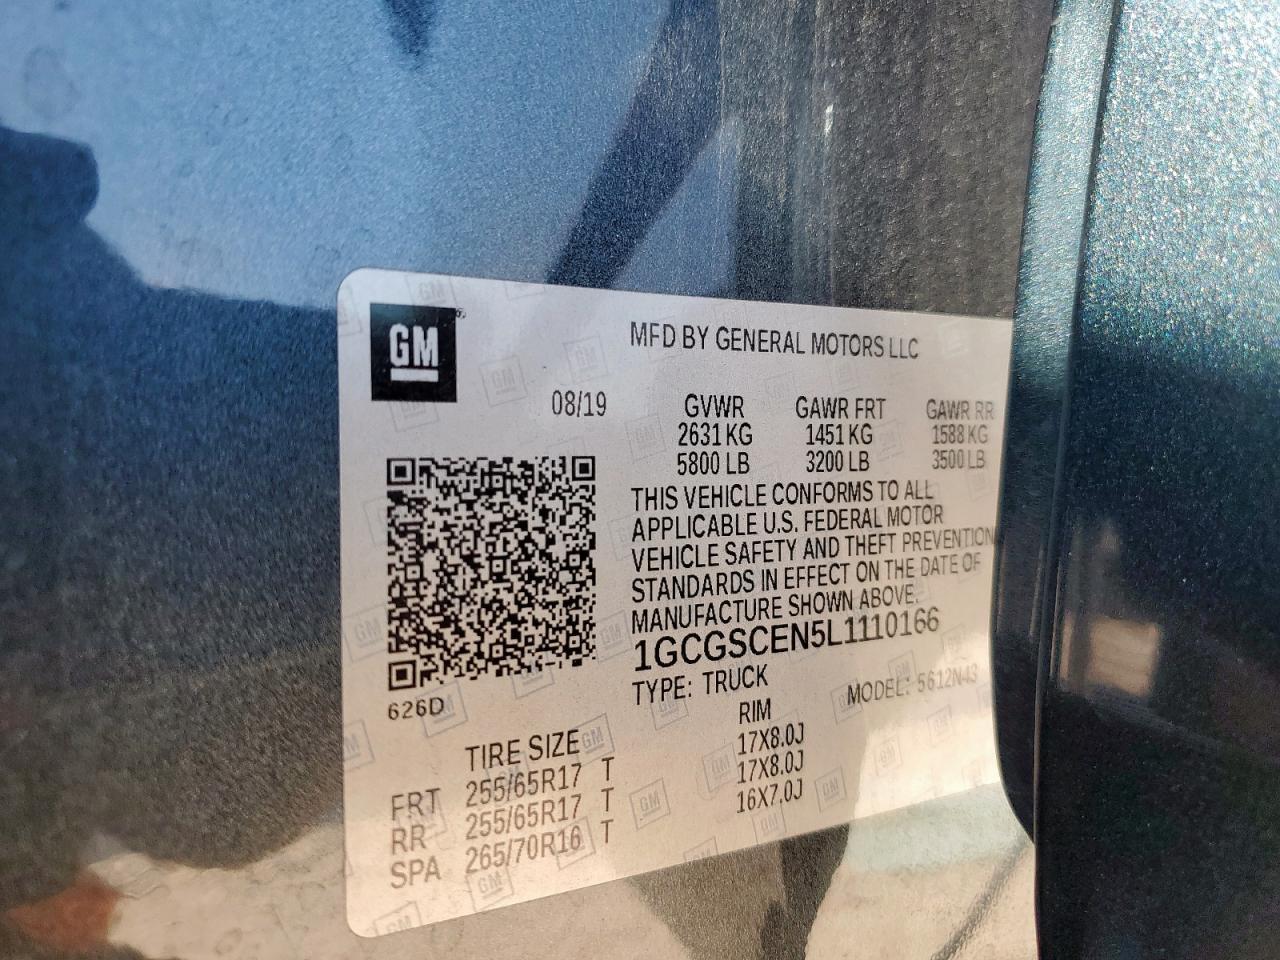 GM
MFD BY GENERAL MOTORS LLC
08/19 GVWR GAWR FRT GAWR RR
2631 KG 1451 KG 1588 KG
5800 LB 3200 LB 3500 LB
THIS VEHICLE CONFORMS TO ALL
APPLICABLE U.S. FEDERAL MOTOR
VEHICLE SAFETY AND THEFT PREVENTION
STANDARDS IN EFFECT ON THE DATE OF
MANUFACTURE SHOWN ABOVE.
1GCGSCEN5L1110166
TYPE: TRUCK MODEL: 5612N43
626D
TIRE SIZE RIM
FRT 255/65R17 T 17X8.0J
RR 255/65R17 T 17X8.0J
SPA 265/70R16 T 16X7.0J